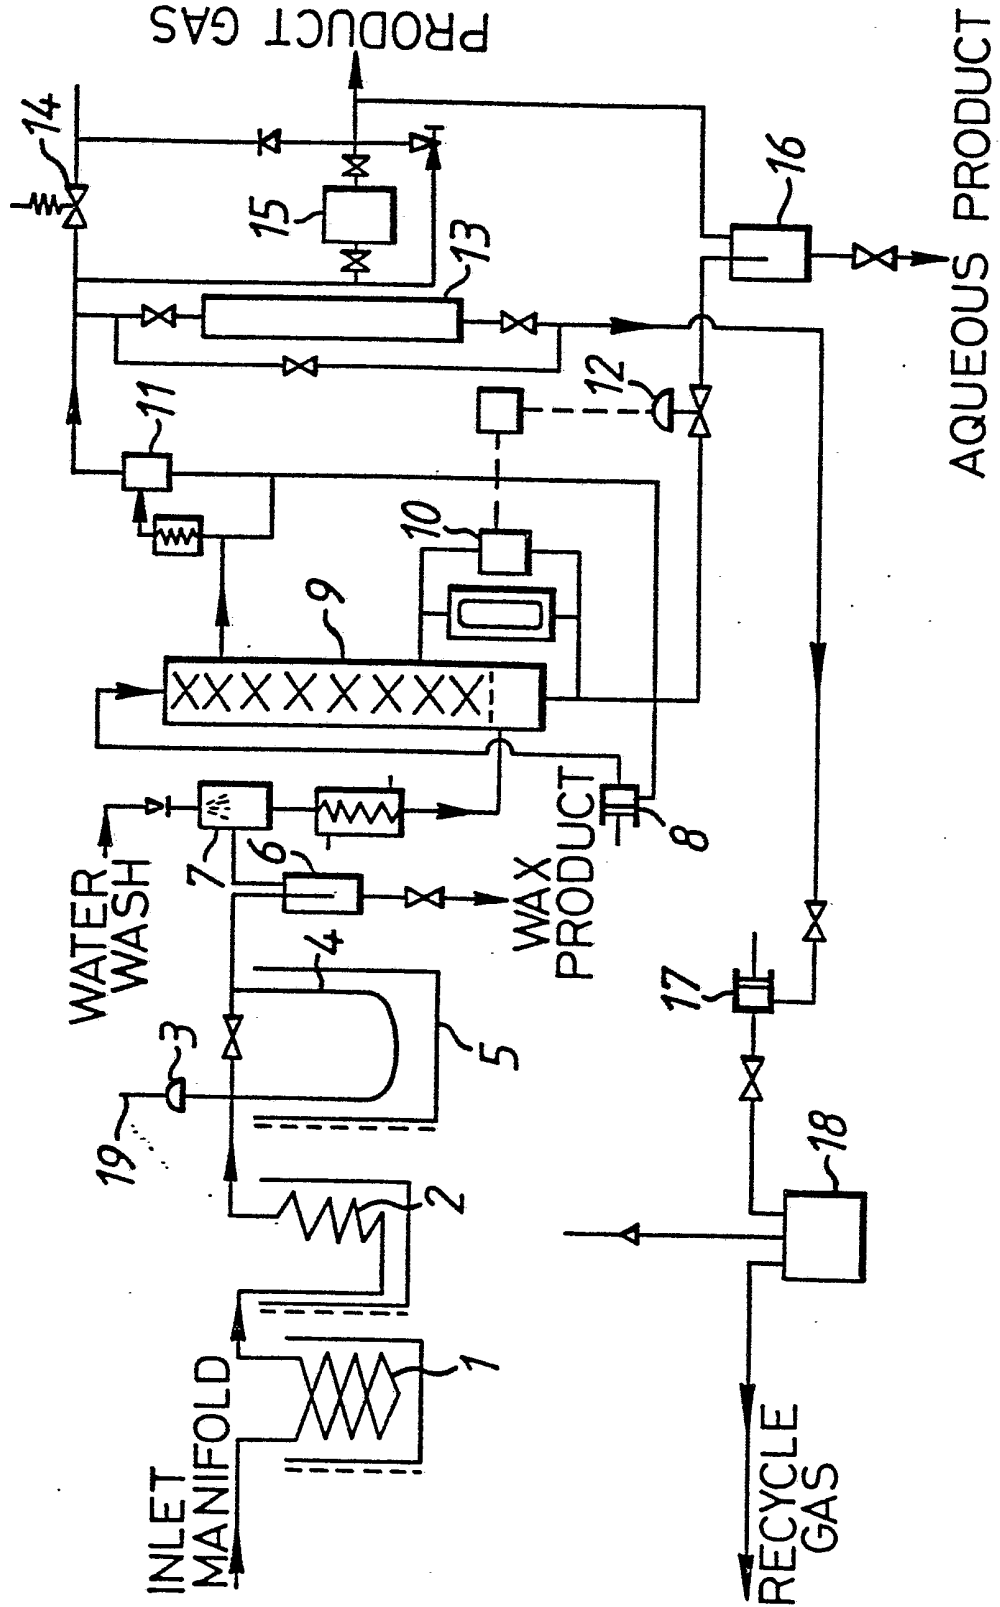 INLET
MANIFOLD
1
2
19
3
4
5
WATER
WASH
7
6
WAX
PRODUCT
8
9
10
11
12
13
14
15
PRODUCT GAS
16
AQUEOUS PRODUCT
17
18
RECYCLE
GAS